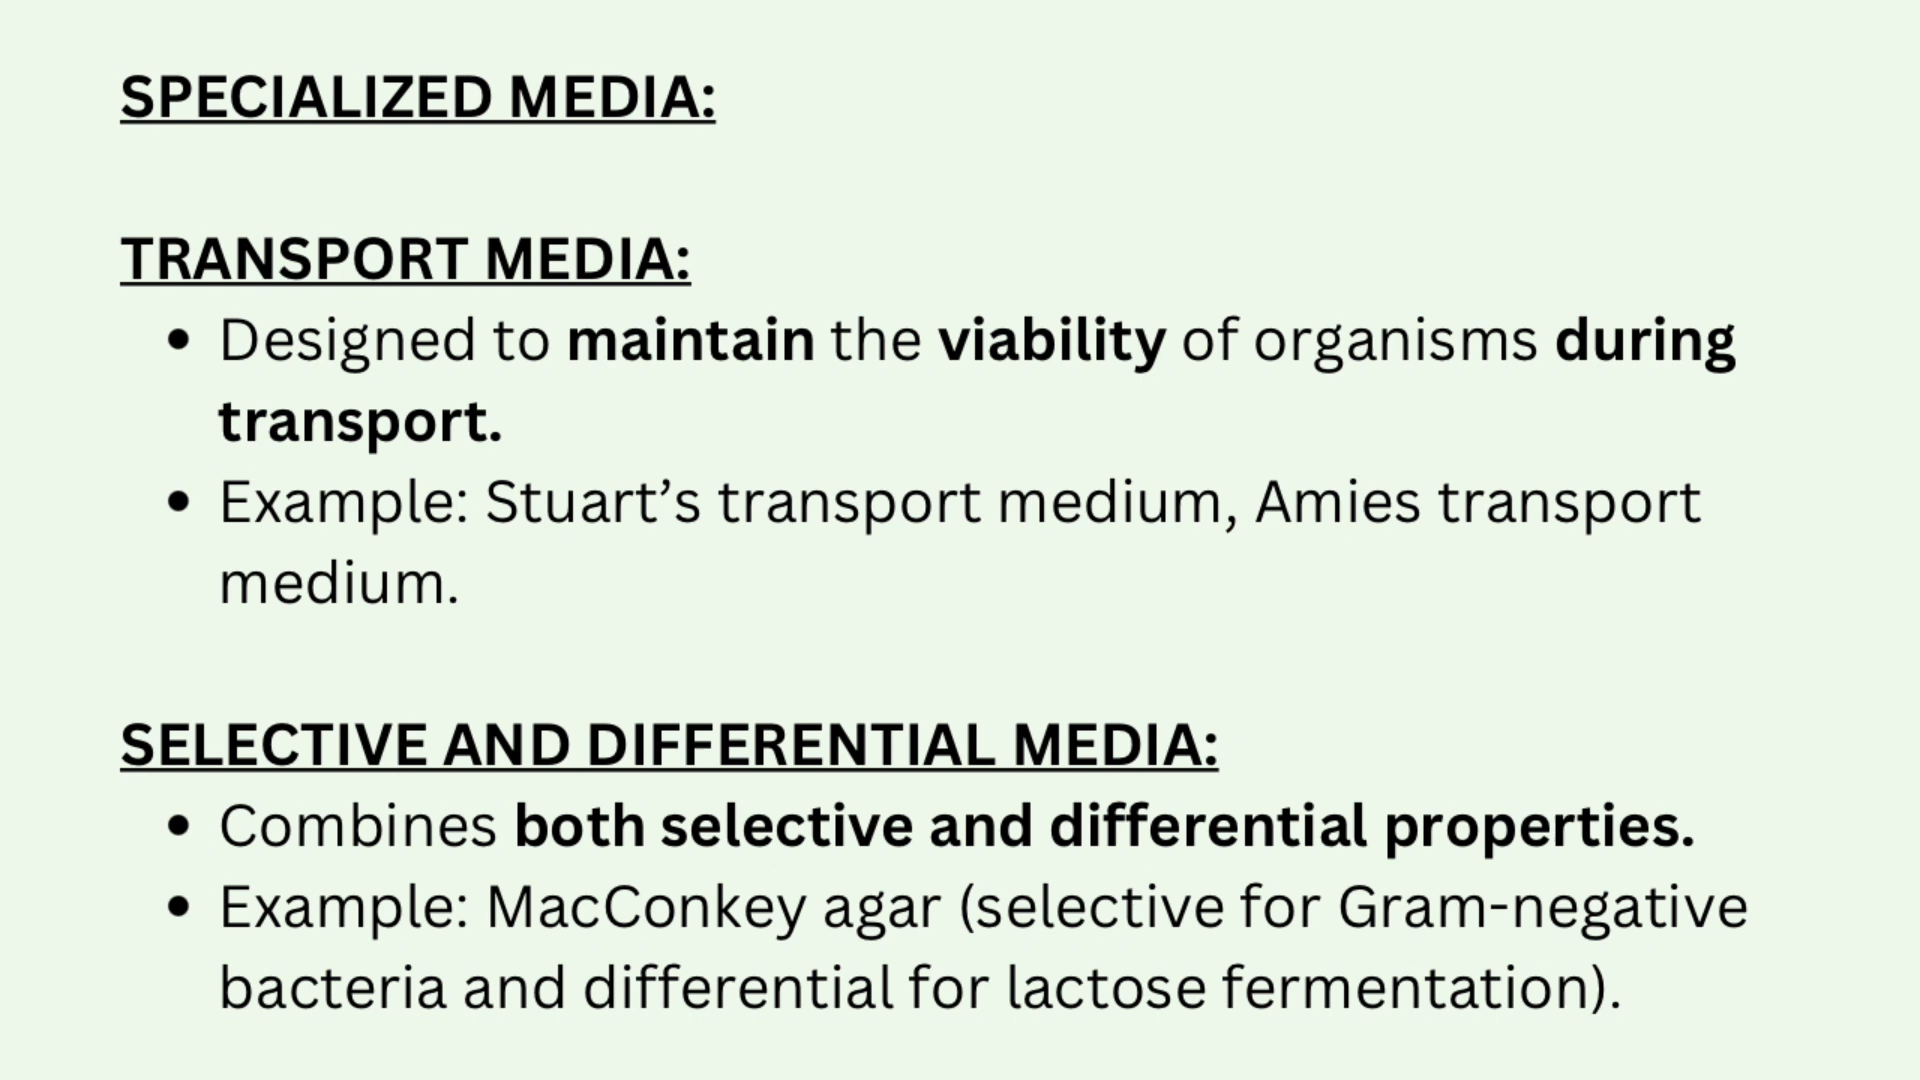 SPECIALIZED MEDIA:
TRANSPORT MEDIA:
• Designed to maintain the viability of organisms during
transport.
• Example: Stuart’s transport medium, Amies transport
medium.
SELECTIVE AND DIFFERENTIAL MEDIA:
• Combines both selective and differential properties.
• Example: MacConkey agar (selective for Gram-negative
bacteria and differential for lactose fermentation).